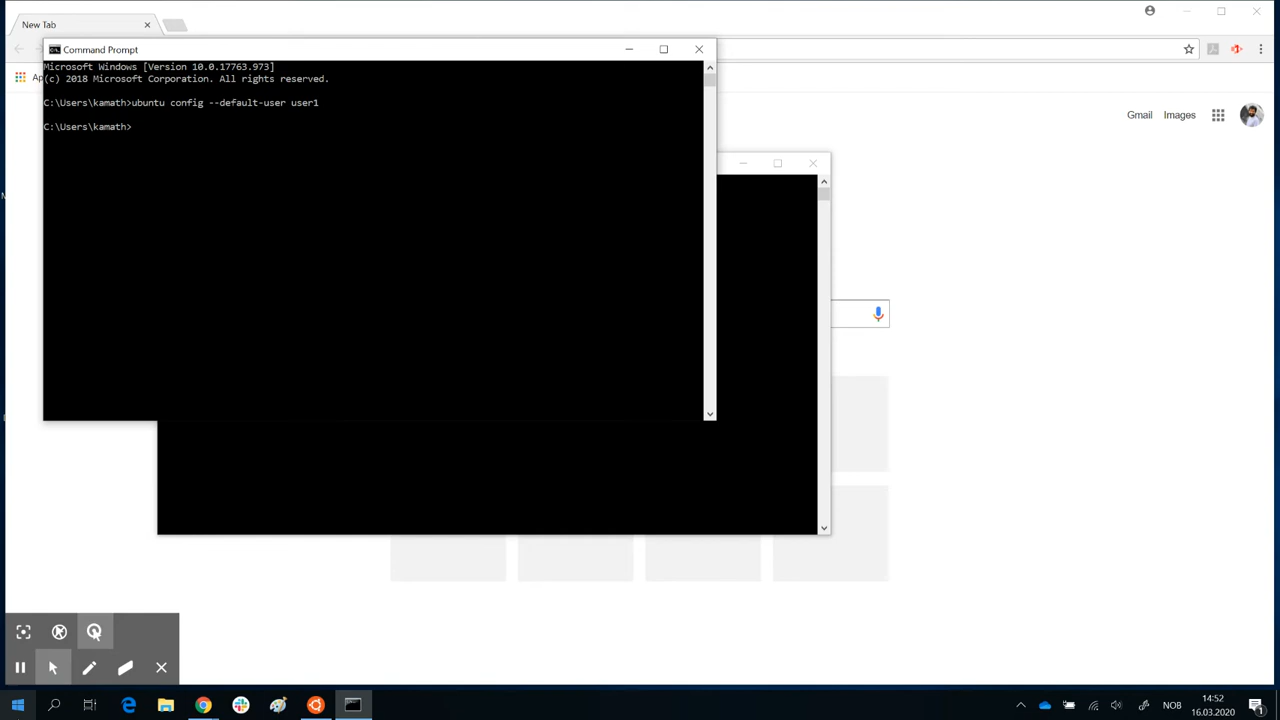 New Tab
Command Prompt
Microsoft Windows [Version 10.0.17763.973]
(c) 2018 Microsoft Corporation. All rights reserved.
C:\Users\kamath>ubuntu config --default-user user1
C:\Users\kamath>
Gmail
Images
NOB
14:52
16.03.2020
1